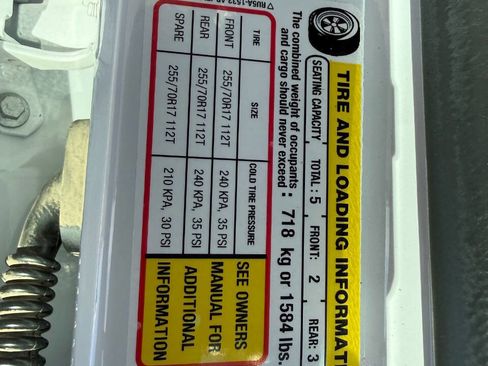 TIRE AND LOADING INFORMAT
SEATING CAPACITY TOTAL : 5 FRONT: 2 REAR: 3
The combined weight of occupants
and cargo should never exceed : 718 kg or 1584 lbs.
TIRE SIZE COLD TIRE PRESSURE
FRONT 255/70R17 112T 240 KPA, 35 PSI
REAR 255/70R17 112T 240 KPA, 35 PSI
SPARE 255/70R17 112T 210 KPA, 30 PSI
SEE OWNERS
MANUAL FOR
ADDITIONAL
INFORMATION